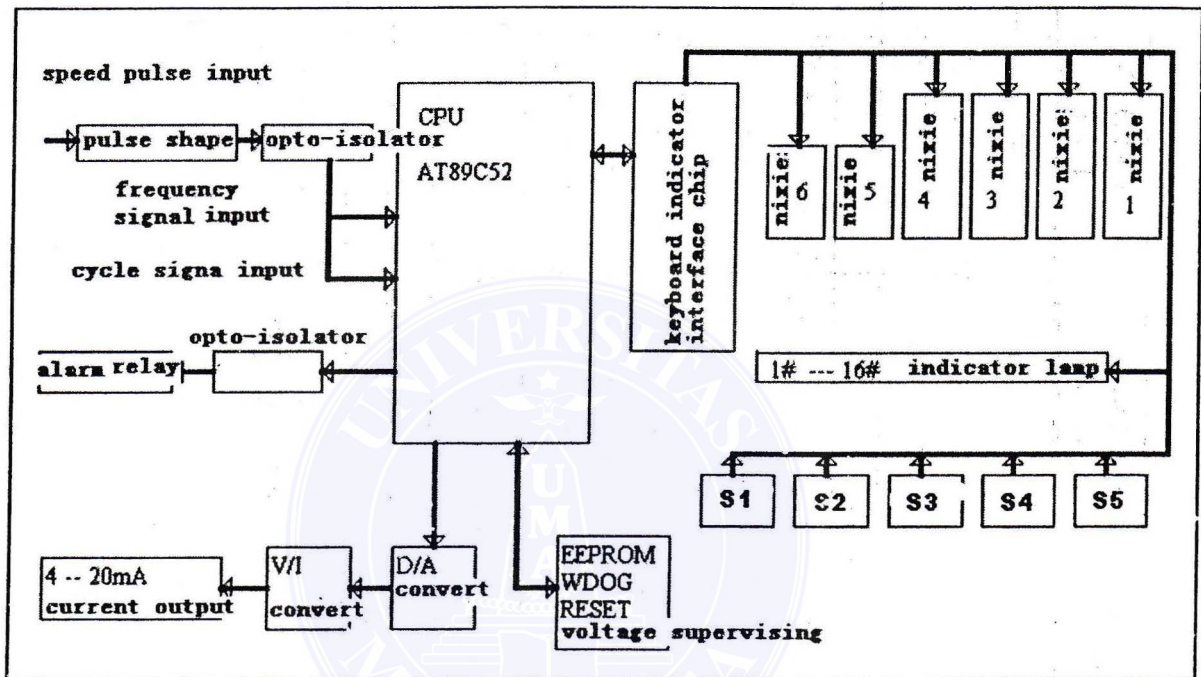 speed pulse input
pulse shape
opto-isolator
frequency
signal input
cycle signa input
opto-isolator
alarm relay
CPU
AT89C52
keyboard indicator
interface chip
nixie
6
nixie
5
nixie
4
nixie
3
nixie
2
nixie
1
1# --- 16# indicator lamp
S1
S2
S3
S4
S5
4 -- 20mA
current output
V/I
convert
D/A
convert
EEPROM
WDOG
RESET
voltage supervising
UNIVERSITAS
UMA